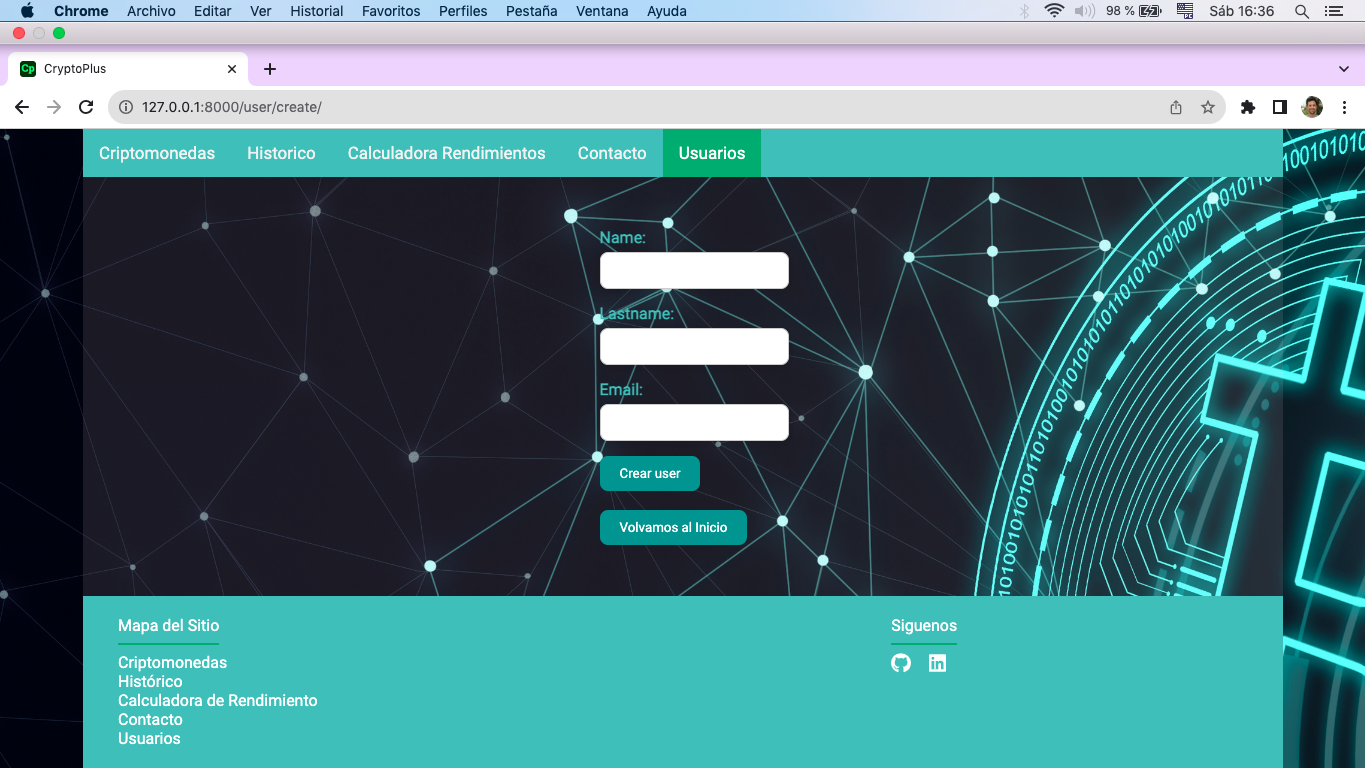 Chrome Archivo Editar Ver Historial Favoritos Perfiles Pestaña Ventana Ayuda 98 % Sáb 16:36
Cp CryptoPlus
127.0.0.1:8000/user/create/
Criptomonedas Historico Calculadora Rendimientos Contacto Usuarios
Name:
Lastname:
Email:
Crear user
Volvamos al Inicio
Mapa del Sitio
Criptomonedas
Histórico
Calculadora de Rendimiento
Contacto
Usuarios
Siguenos
in